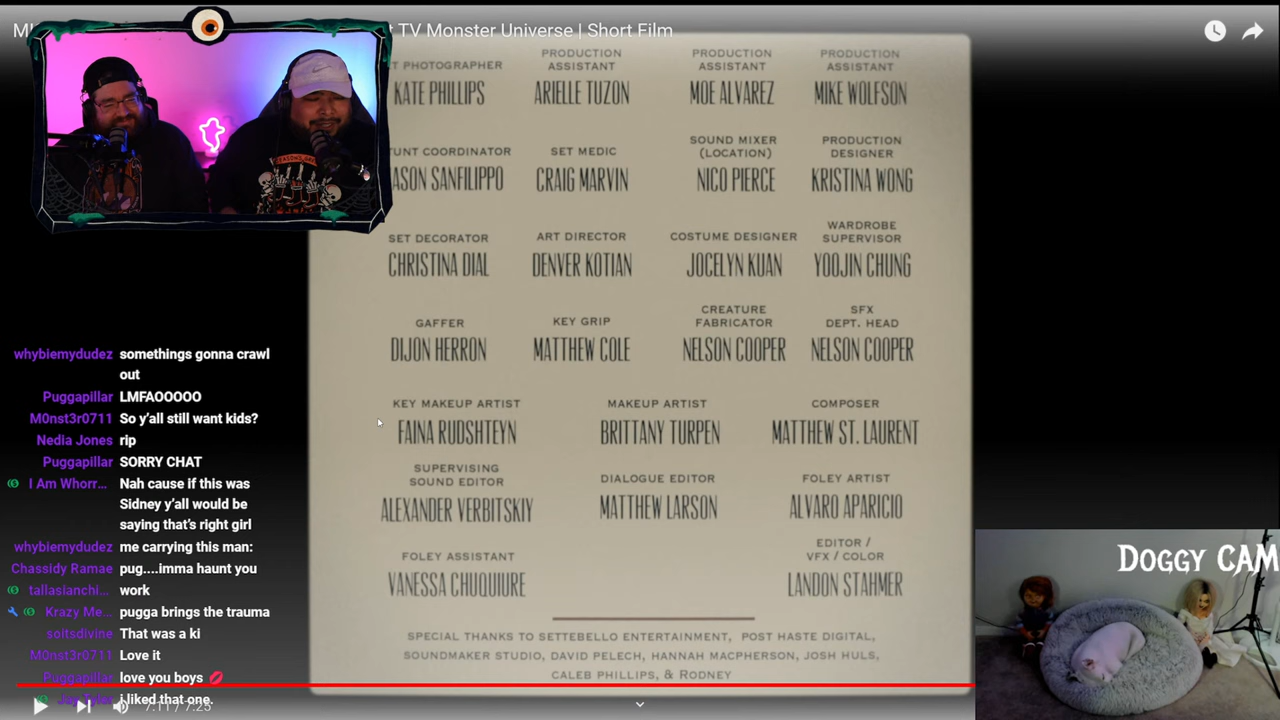 TV Monster Universe | Short Film
KATE PHILLIPS
PRODUCTION
ASSISTANT
ARIELLE TUZON
PRODUCTION
ASSISTANT
MOE ALVAREZ
PRODUCTION
ASSISTANT
MIKE WOLFSON
SET MEDIC
CRAIG MARVIN
SOUND MIXER
(LOCATION)
NICO PIERCE
PRODUCTION
DESIGNER
KRISTINA WONG
SET DECORATOR
CHRISTINA DIAL
ART DIRECTOR
DENVER KOTIAN
COSTUME DESIGNER
JOCELYN KUAN
WARDROBE
SUPERVISOR
YOOJIN CHUNG
GAFFER
DIJON HERRON
KEY GRIP
MATTHEW COLE
CREATURE
FABRICATOR
NELSON COOPER
SFX
DEPT. HEAD
NELSON COOPER
KEY MAKEUP ARTIST
FAINA RUDSHTEYN
MAKEUP ARTIST
BRITTANY TURPEN
COMPOSER
MATTHEW ST. LAURENT
SUPERVISING
SOUND EDITOR
ALEXANDER VERBITSKIY
DIALOGUE EDITOR
MATTHEW LARSON
FOLEY ARTIST
ALVARO APARICIO
FOLEY ASSISTANT
VANESSA CHUQUIURE
EDITOR /
VFX / COLOR
LANDON STAHMER
SPECIAL THANKS TO SETTEBELLO ENTERTAINMENT, POST HASTE DIGITAL,
SOUNDMAKER STUDIO, DAVID PELECH, HANNAH MACPHERSON, JOSH HULS,
CALEB PHILLIPS, & RODNEY
whybiemydudez somethings gonna crawl
out
Puggapillar LMFAOOOOO
M0nst3r0711 So y'all still want kids?
Nedia Jones rip
Puggapillar SORRY CHAT
I Am Whorr... Nah cause if this was
Sidney y'all would be
saying that's right girl
whybiemydudez me carrying this man:
Chassidy Ramae pug....imma haunt you
tallasianchi... work
Krazy Me... pugga brings the trauma
soitsdivine That was a ki
M0nst3r0711 Love it
Puggapillar love you boys 💋
i liked that one.
7:11 / 7:25
DOGGY CAM